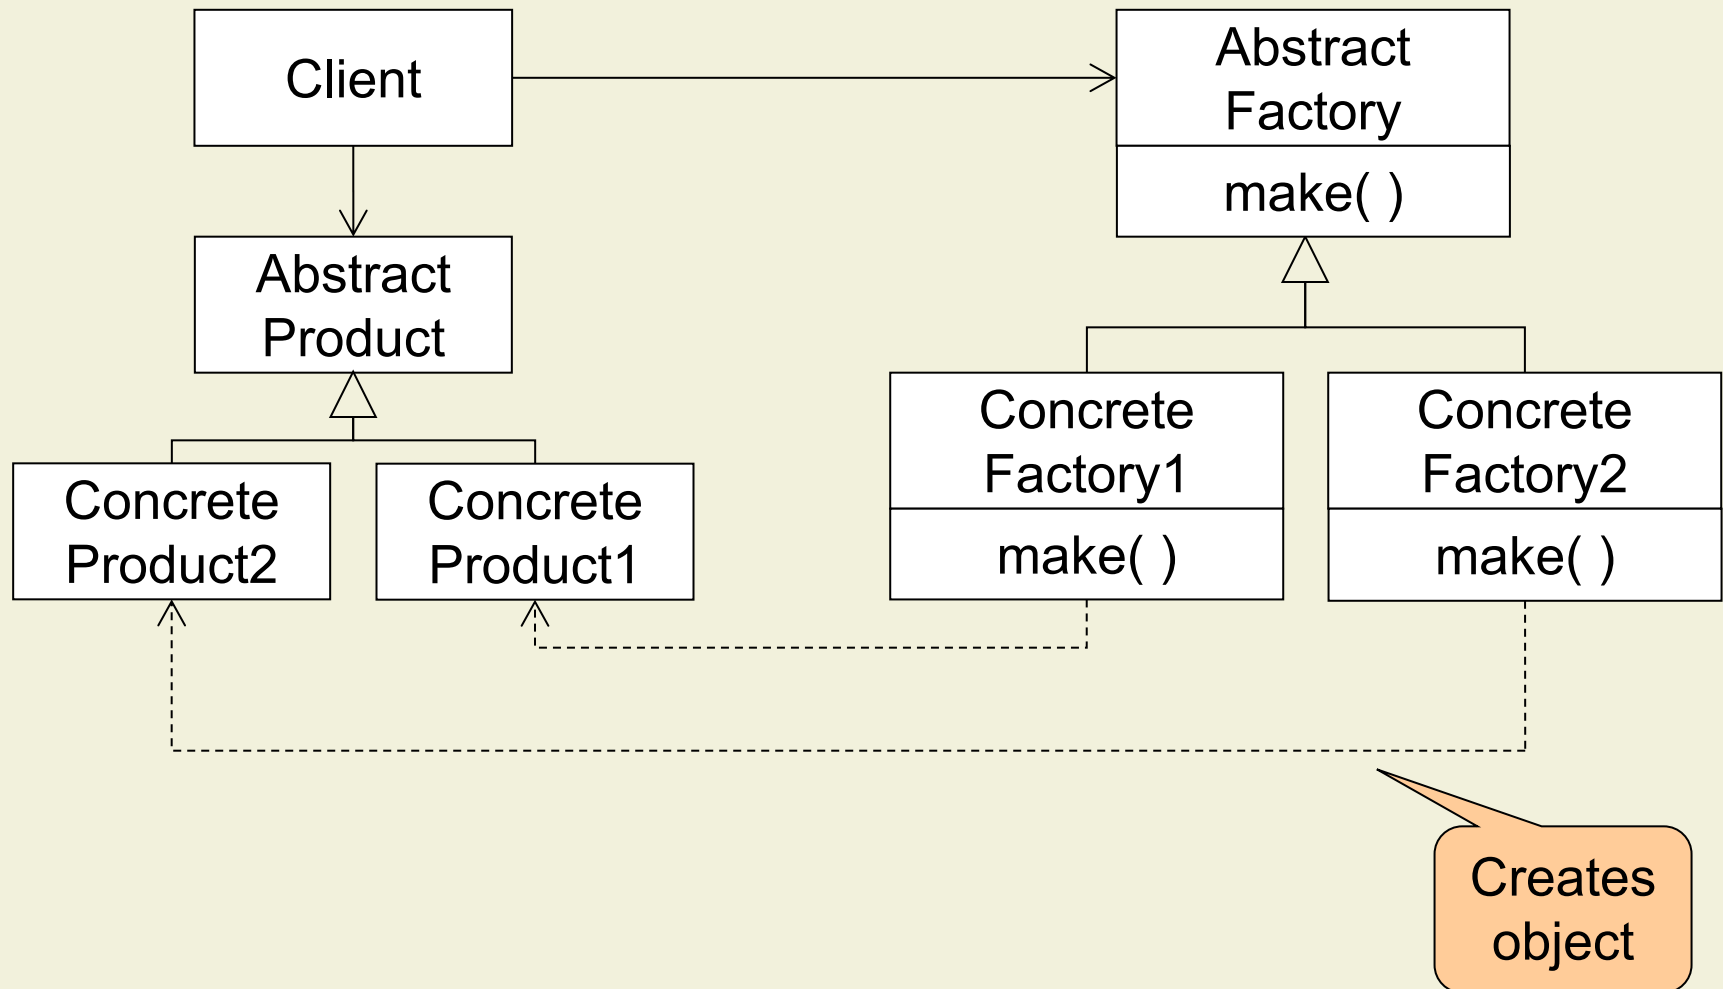 Client
Abstract
Factory
make( )
Abstract
Product
Concrete
Product2
Concrete
Product1
Concrete
Factory1
make( )
Concrete
Factory2
make( )
Creates
object